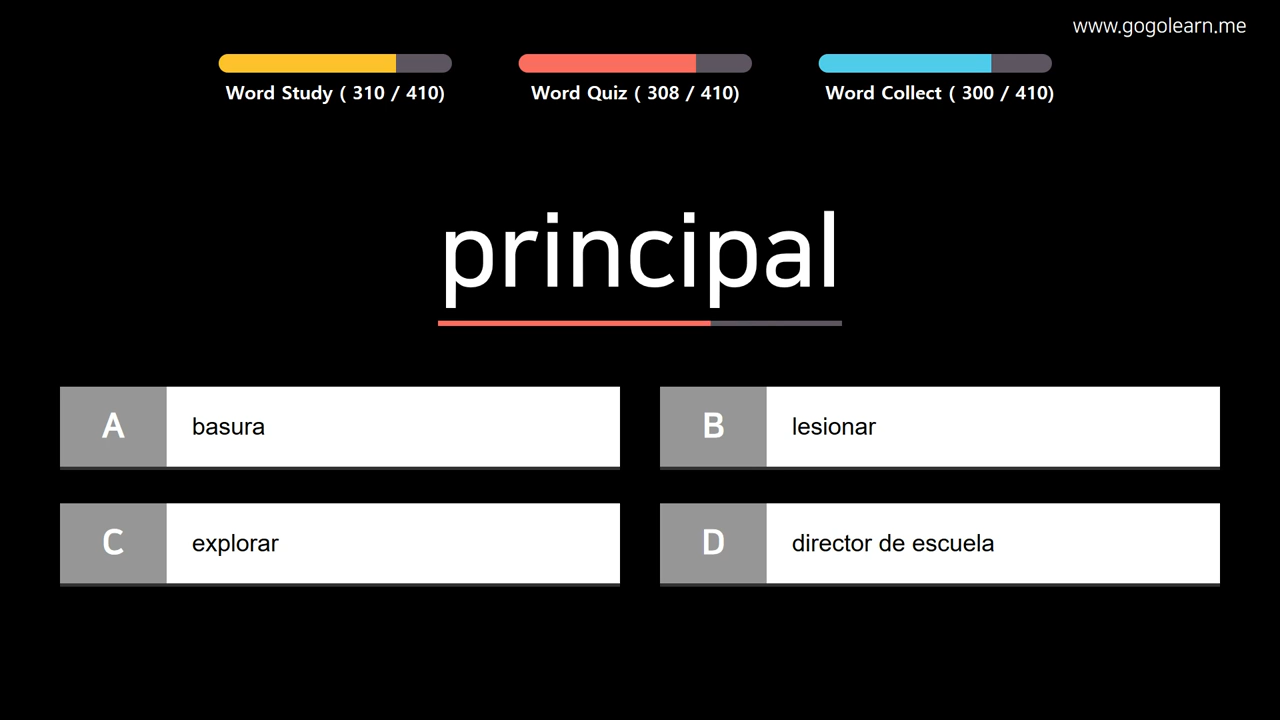 www.gogolearn.me
Word Study ( 310 / 410)
Word Quiz ( 308 / 410)
Word Collect ( 300 / 410)
principal
A basura
B lesionar
C explorar
D director de escuela